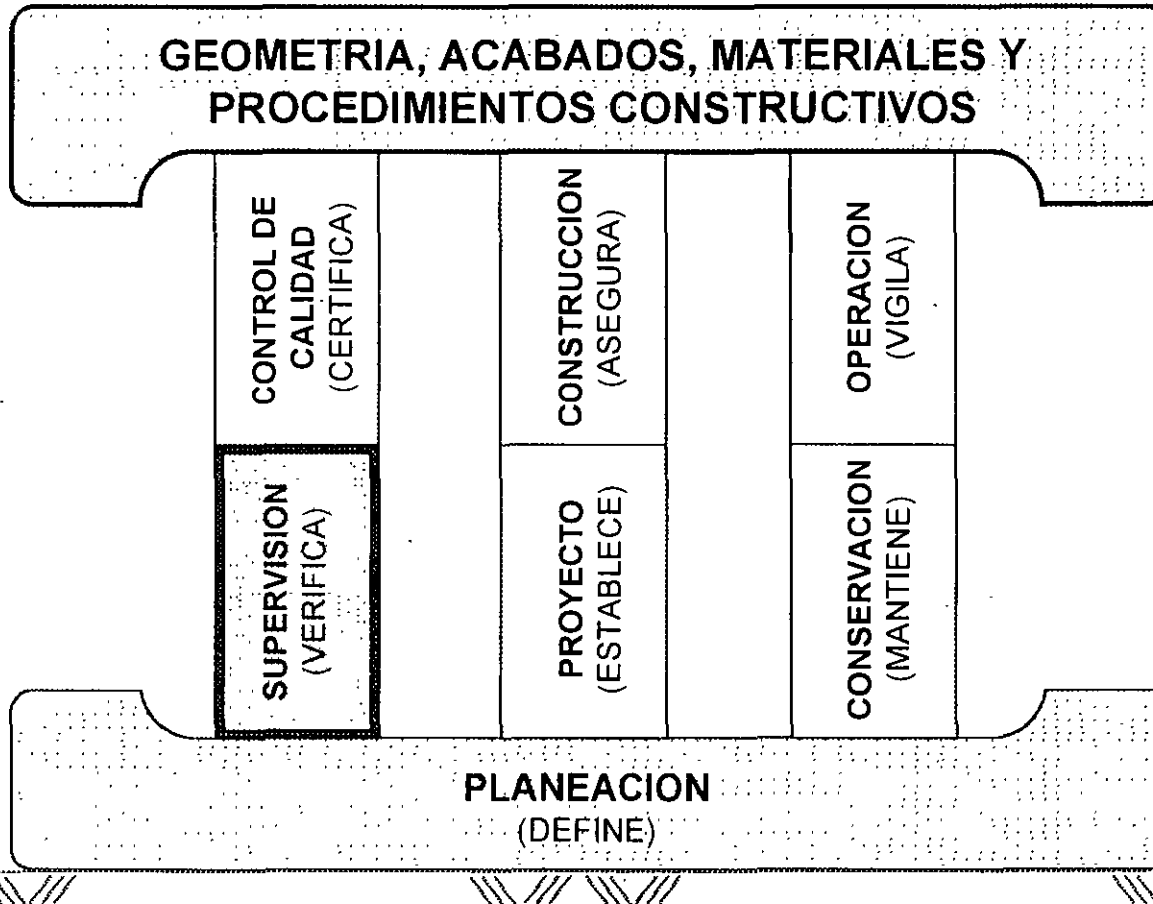 GEOMETRIA, ACABADOS, MATERIALES Y
PROCEDIMIENTOS CONSTRUCTIVOS
CONTROL DE
CALIDAD
(CERTIFICA)
CONSTRUCCION
(ASEGURA)
OPERACION
(VIGILA)
SUPERVISION
(VERIFICA)
PROYECTO
(ESTABLECE)
CONSERVACION
(MANTIENE)
PLANEACION
(DEFINE)